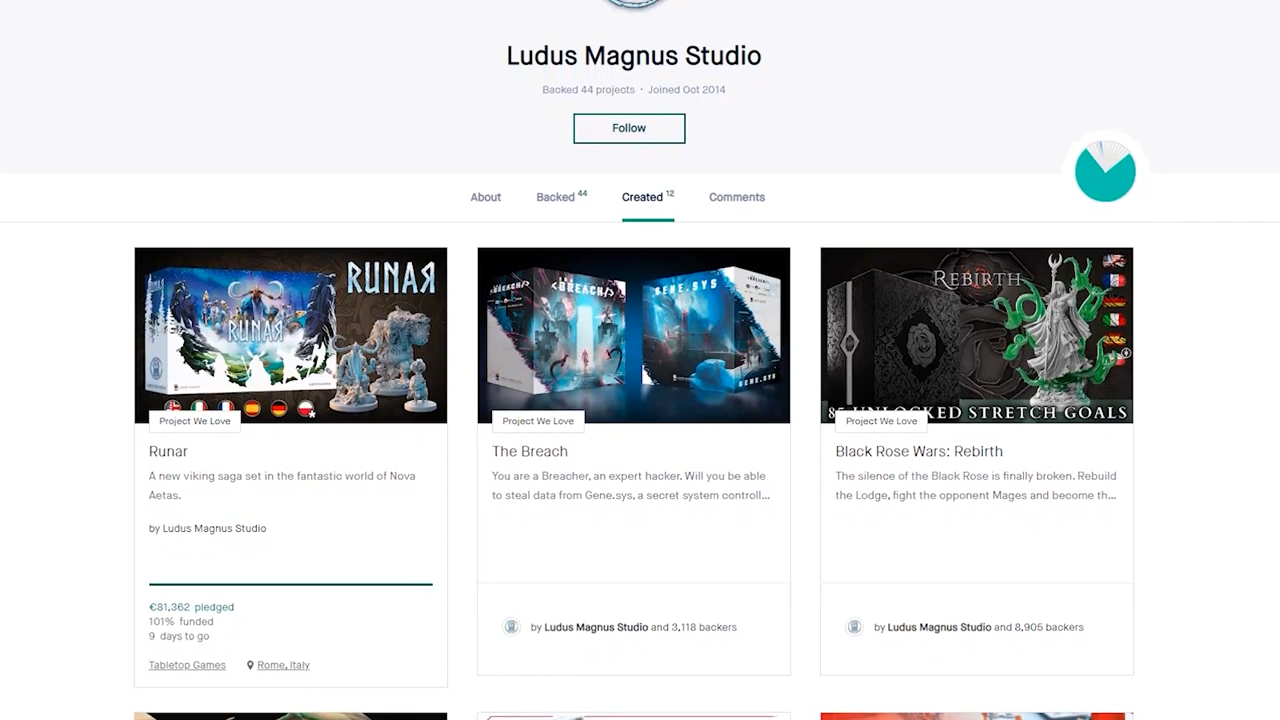 Ludus Magnus Studio
Backed 44 projects · Joined Oct 2014
Follow
About
Backed 44
Created 12
Comments
RUNAR
RUNAR
Project We Love
Runar
A new viking saga set in the fantastic world of Nova
Aetas.
by Ludus Magnus Studio
€81,362 pledged
101% funded
9 days to go
Tabletop Games
Rome, Italy
<BREACH/>
GENE.SYS
GENE.SYS
Project We Love
The Breach
You are a Breacher, an expert hacker. Will you be able
to steal data from Gene.sys, a secret system controll...
by Ludus Magnus Studio and 3,118 backers
REBIRTH
85 UNLOCKED STRETCH GOALS
Project We Love
Black Rose Wars: Rebirth
The silence of the Black Rose is finally broken. Rebuild
the Lodge, fight the opponent Mages and become th...
by Ludus Magnus Studio and 8,905 backers